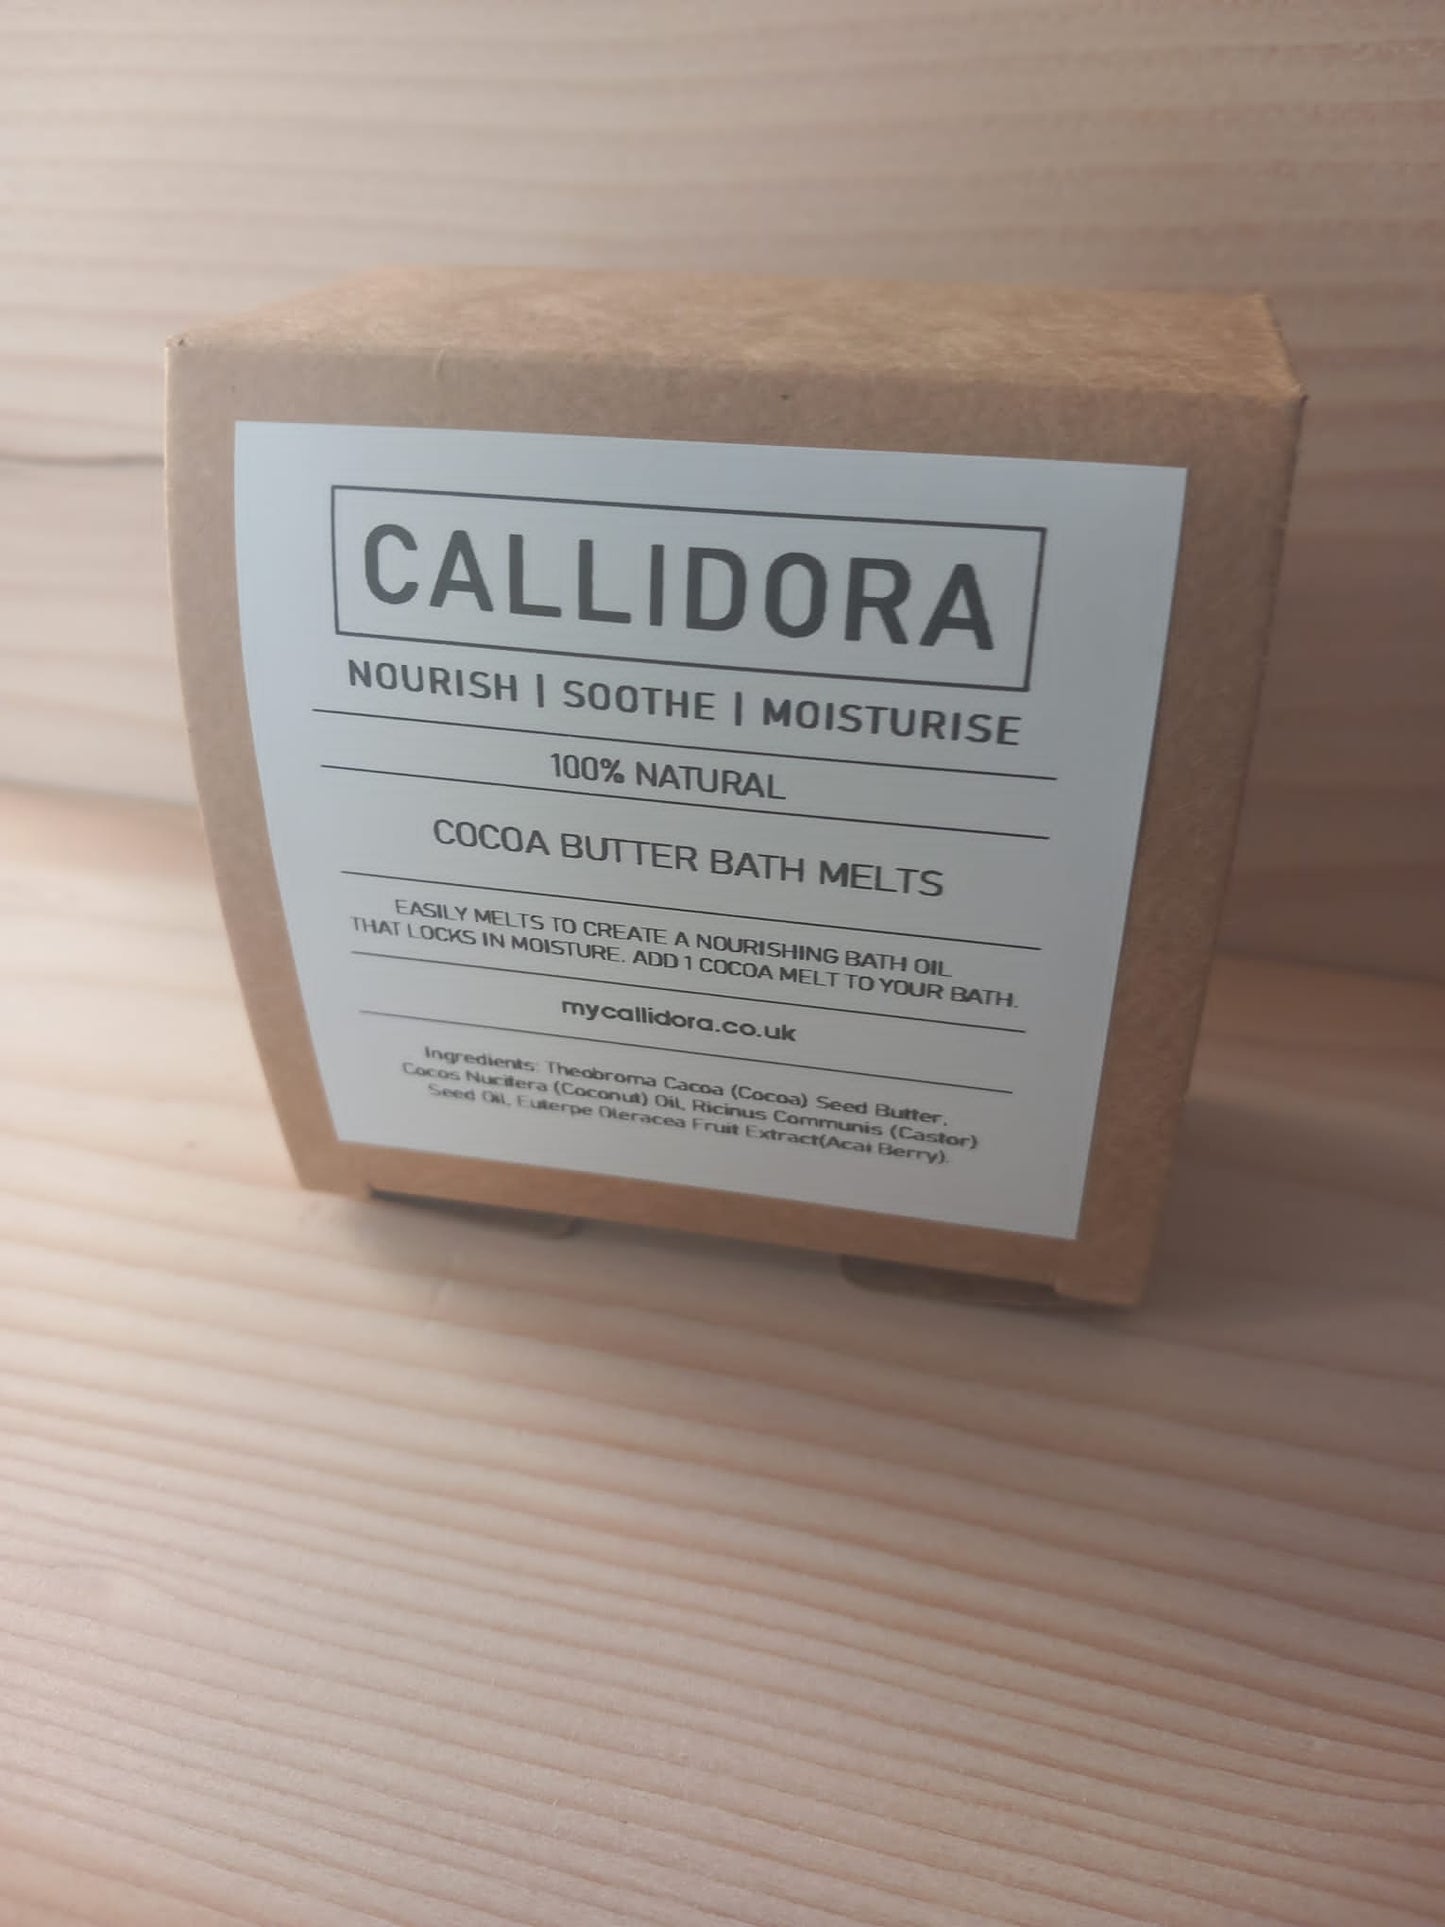 CALLIDORA
NOURISH | SOOTHE | MOISTURISE
100% NATURAL
COCOA BUTTER BATH MELTS
EASILY MELTS TO CREATE A NOURISHING BATH OIL
THAT LOCKS IN MOISTURE. ADD 1 COCOA MELT TO YOUR BATH.
mycallidora.co.uk
Ingredients: Theobroma Cacoa (Cocoa) Seed Butter,
Cocos Nucifera (Coconut) Oil, Ricinus Communis (Castor)
Seed Oil, Euterpe Oleracea Fruit Extract(Acai Berry).